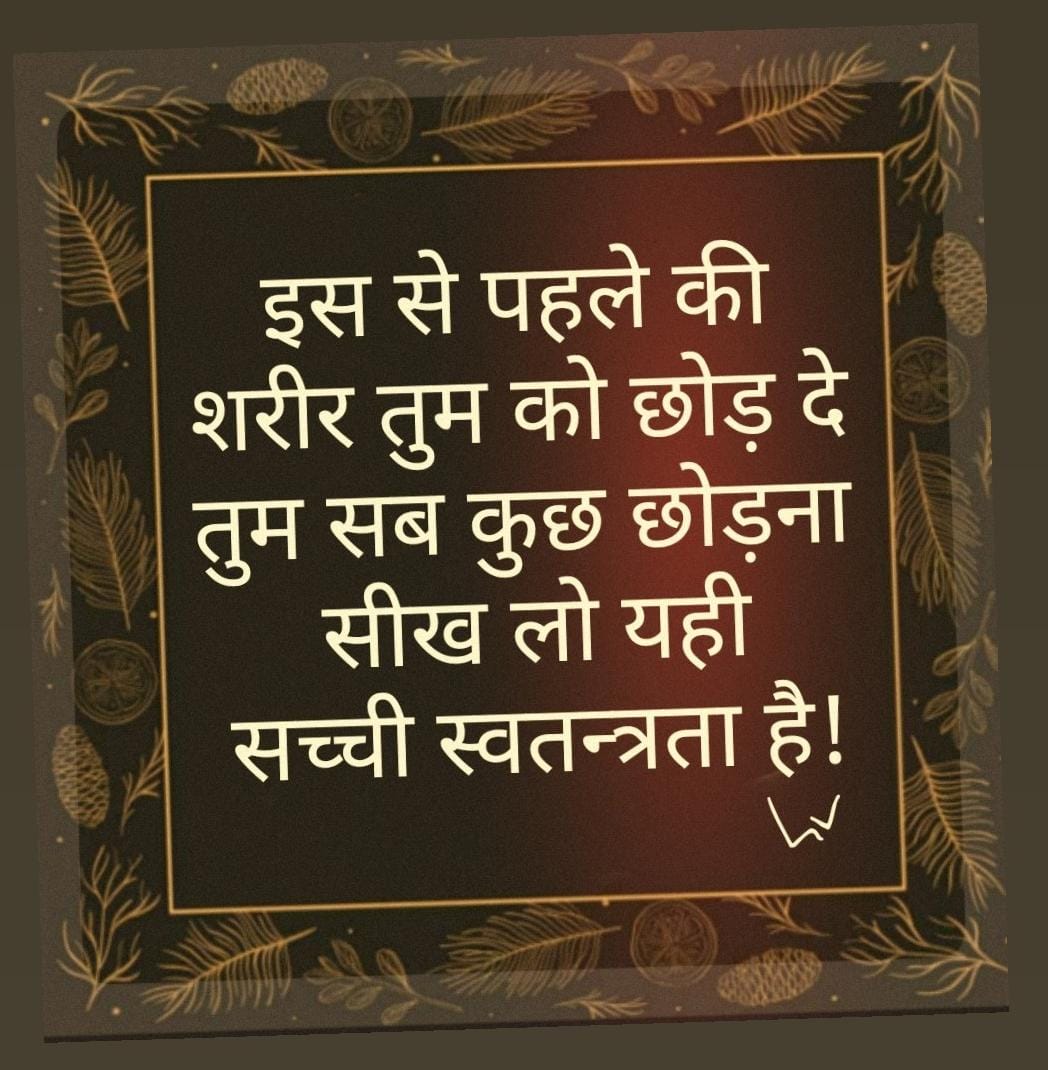 इस से पहले की
शरीर तुम को छोड़ दे
तुम सब कुछ छोड़ना
सीख लो यही
सच्ची स्वतन्त्रता है!